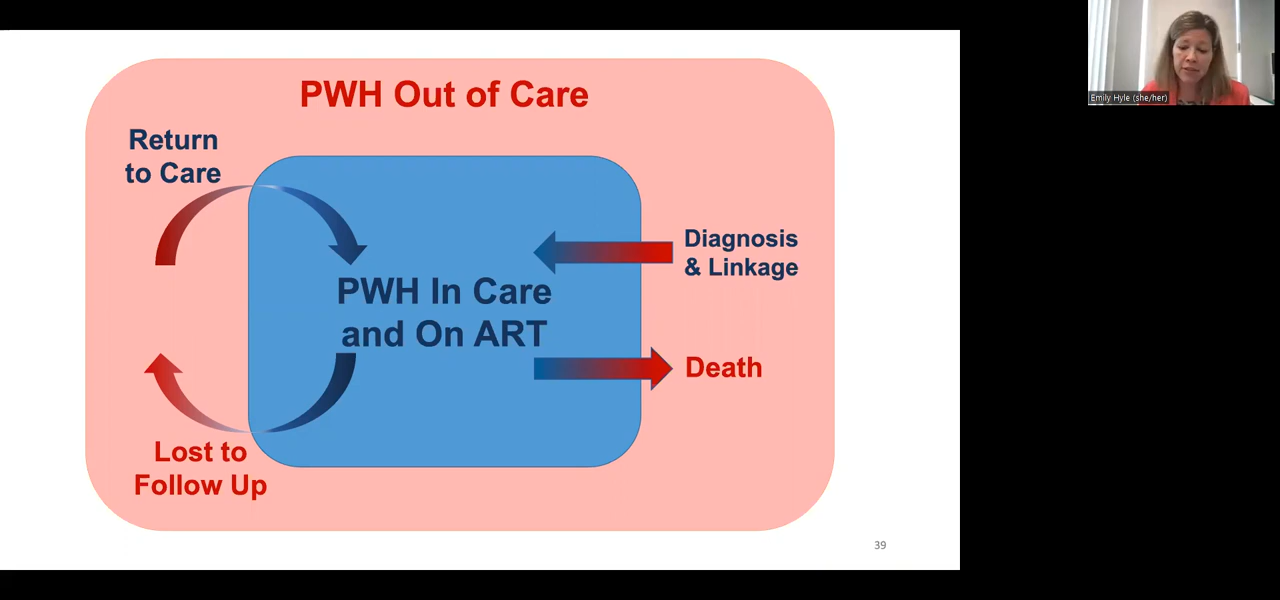 PWH Out of Care
Return
to Care
Diagnosis
& Linkage
PWH In Care
and On ART
Death
Lost to
Follow Up
39
Emily Hyle (she/her)